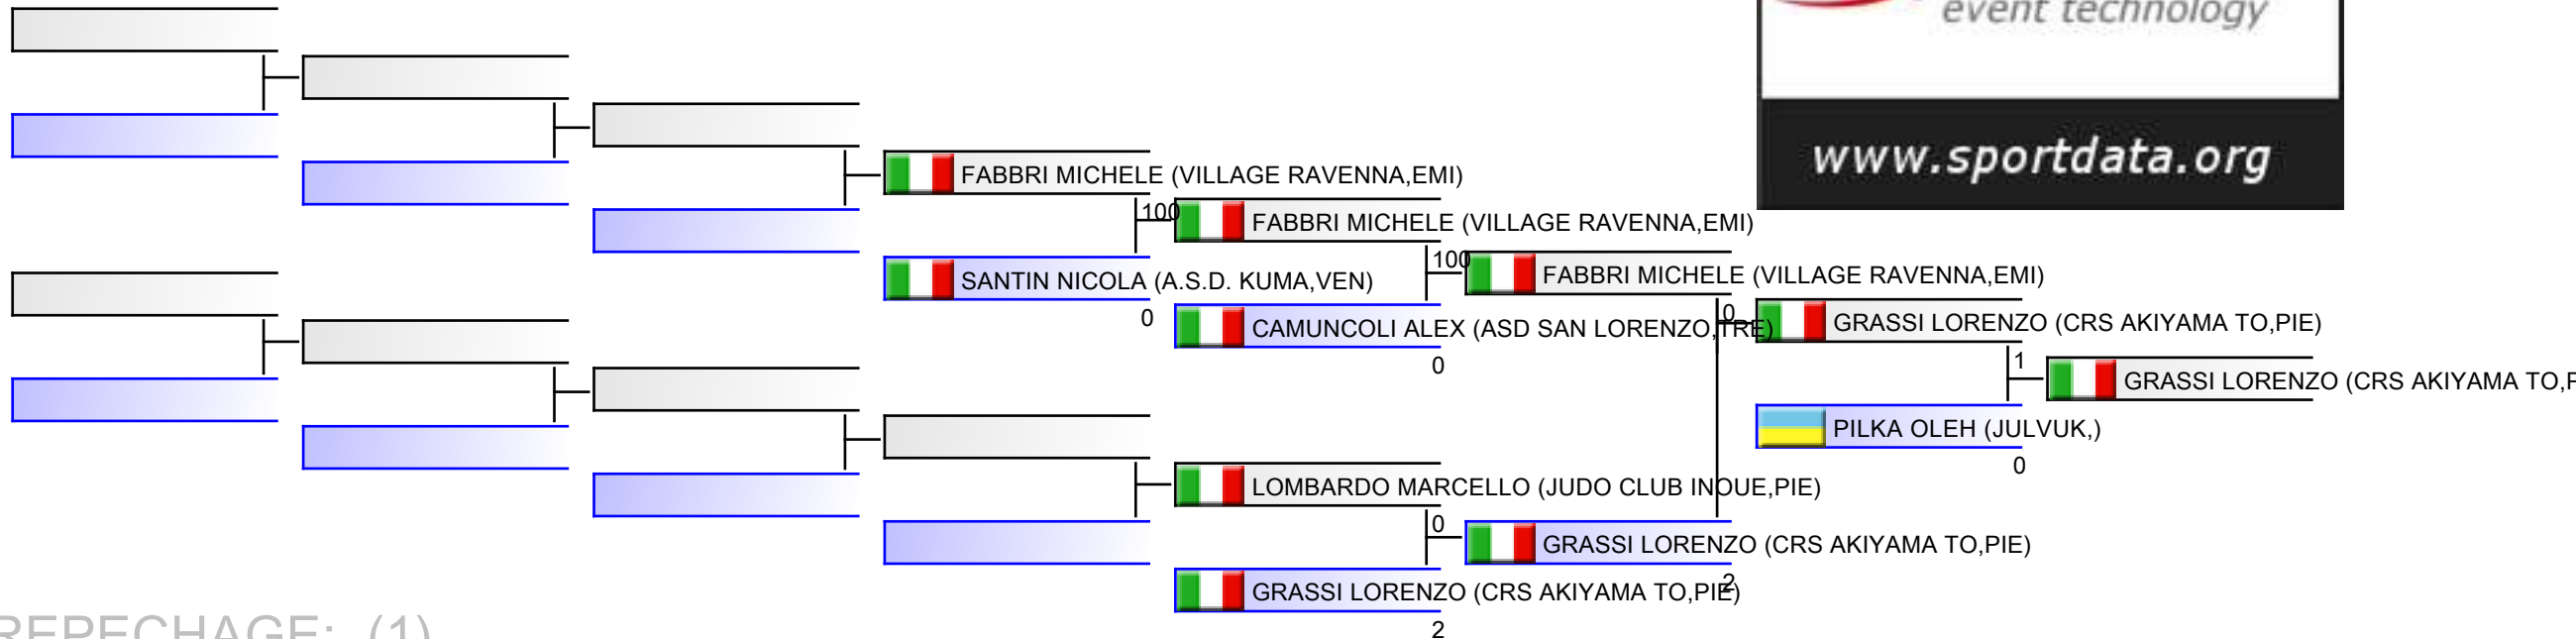 event technology
www.sportdata.org
FABBRI MICHELE (VILLAGE RAVENNA,EMI)
100
FABBRI MICHELE (VILLAGE RAVENNA,EMI)
100
FABBRI MICHELE (VILLAGE RAVENNA,EMI)
SANTIN NICOLA (A.S.D. KUMA,VEN)
0
0
GRASSI LORENZO (CRS AKIYAMA TO,PIE)
CAMUNCOLI ALEX (ASD SAN LORENZO,TRE)
0
1
GRASSI LORENZO (CRS AKIYAMA TO,
PILKA OLEH (JULVUK,)
0
LOMBARDO MARCELLO (JUDO CLUB INOUE,PIE)
0
GRASSI LORENZO (CRS AKIYAMA TO,PIE)
2
GRASSI LORENZO (CRS AKIYAMA TO,PIE)
2
REPECHAGE: (1)